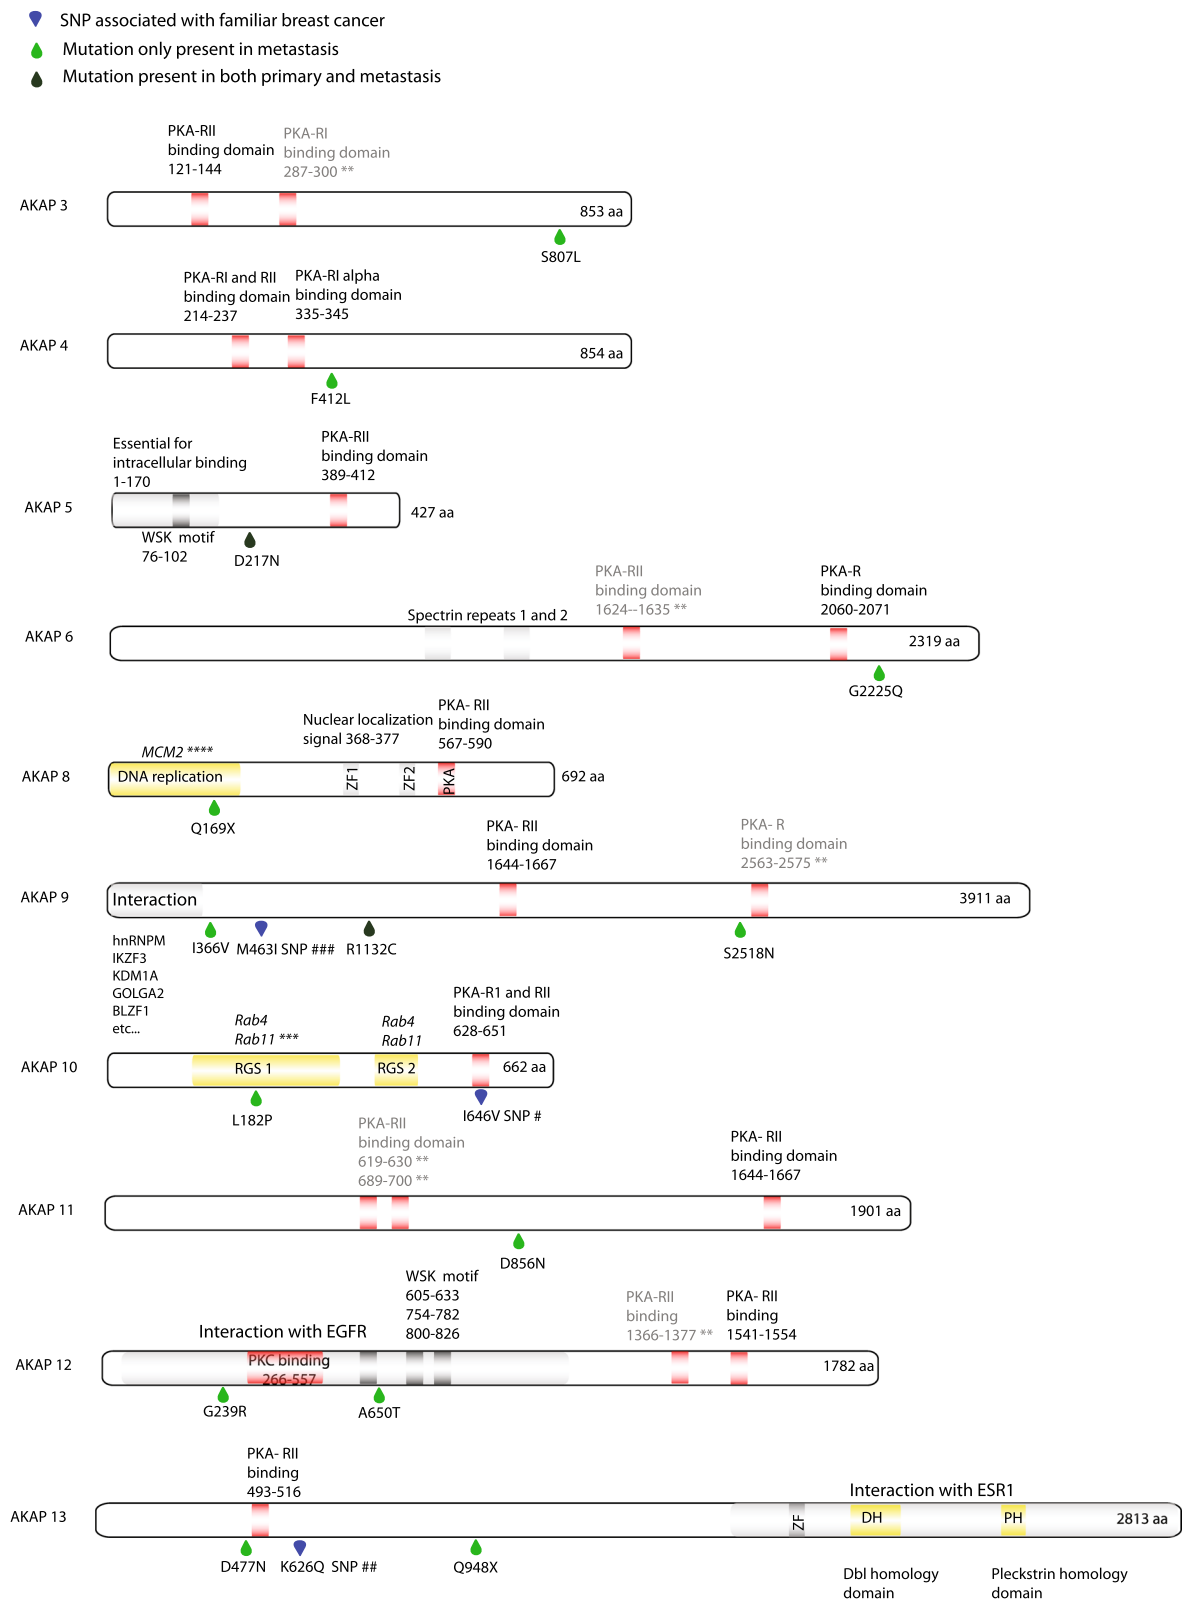 SNP associated with familiar breast cancer
Mutation only present in metastasis
Mutation present in both primary and metastasis
PKA-RII
binding domain
121-144
PKA-RI
binding domain
287-300 **
AKAP 3
853 aa
S807L
PKA-RI and RII
binding domain
214-237
PKA-RI alpha
binding domain
335-345
AKAP 4
854 aa
F412L
Essential for
intracellular binding
1-170
PKA-RII
binding domain
389-412
AKAP 5
427 aa
WSK motif
76-102
D217N
Spectrin repeats 1 and 2
PKA-RII
binding domain
1624--1635 **
PKA-R
binding domain
2060-2071
AKAP 6
2319 aa
G2225Q
MCM2 ****
Nuclear localization
signal 368-377
PKA- RII
binding domain
567-590
AKAP 8
DNA replication
ZF1
ZF2
PKA
692 aa
Q169X
PKA- RII
binding domain
1644-1667
PKA- R
binding domain
2563-2575 **
AKAP 9
Interaction
3911 aa
I366V
M463I SNP ###
R1132C
S2518N
hnRNPM
IKZF3
KDM1A
GOLGA2
BLZF1
etc...
Rab4
Rab11 ***
Rab4
Rab11
PKA-R1 and RII
binding domain
628-651
AKAP 10
RGS 1
RGS 2
662 aa
L182P
I646V SNP #
PKA-RII
binding domain
619-630 **
689-700 **
PKA- RII
binding domain
1644-1667
AKAP 11
1901 aa
D856N
Interaction with EGFR
WSK motif
605-633
754-782
800-826
PKA-RII
binding
1366-1377 **
PKA- RII
binding
1541-1554
AKAP 12
PKC binding
266-557
1782 aa
G239R
A650T
PKA- RII
binding
493-516
Interaction with ESR1
AKAP 13
ZF
DH
PH
2813 aa
D477N
K626Q SNP ##
Q948X
Dbl homology
domain
Pleckstrin homology
domain